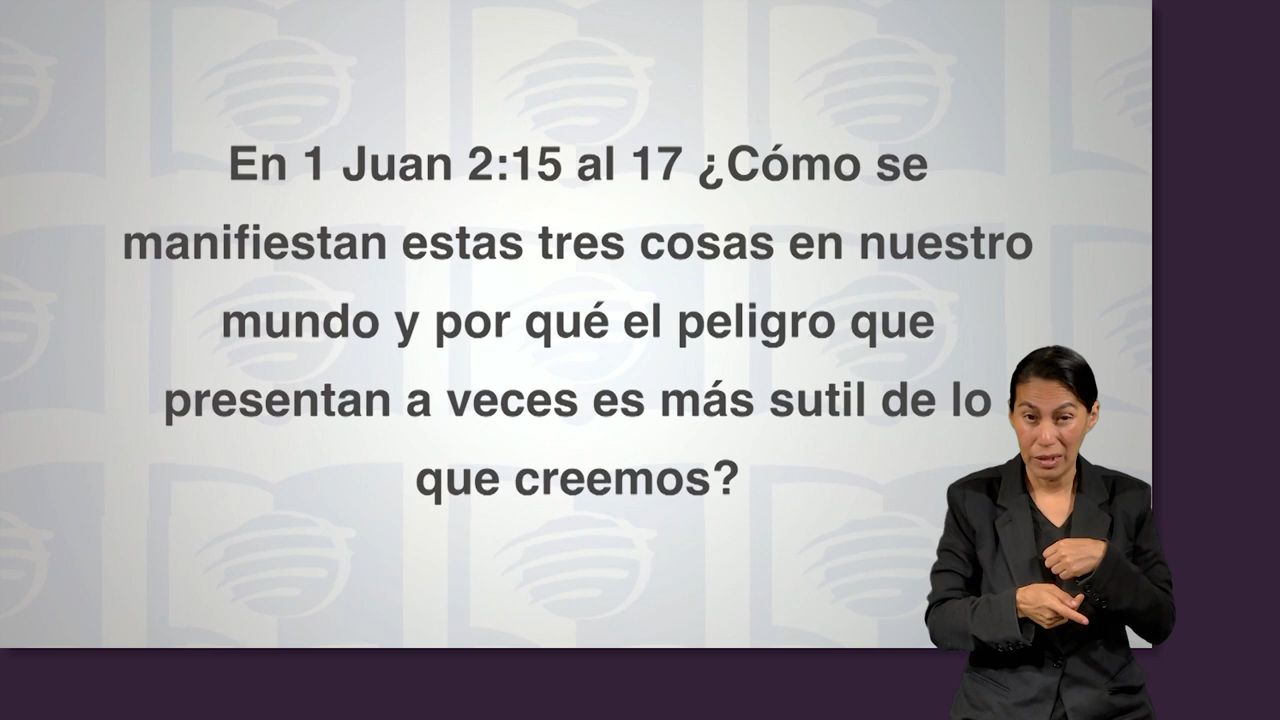 En 1 Juan 2:15 al 17 ¿Cómo se
manifiestan estas tres cosas en nuestro
mundo y por qué el peligro que
presentan a veces es más sutil de lo
que creemos?